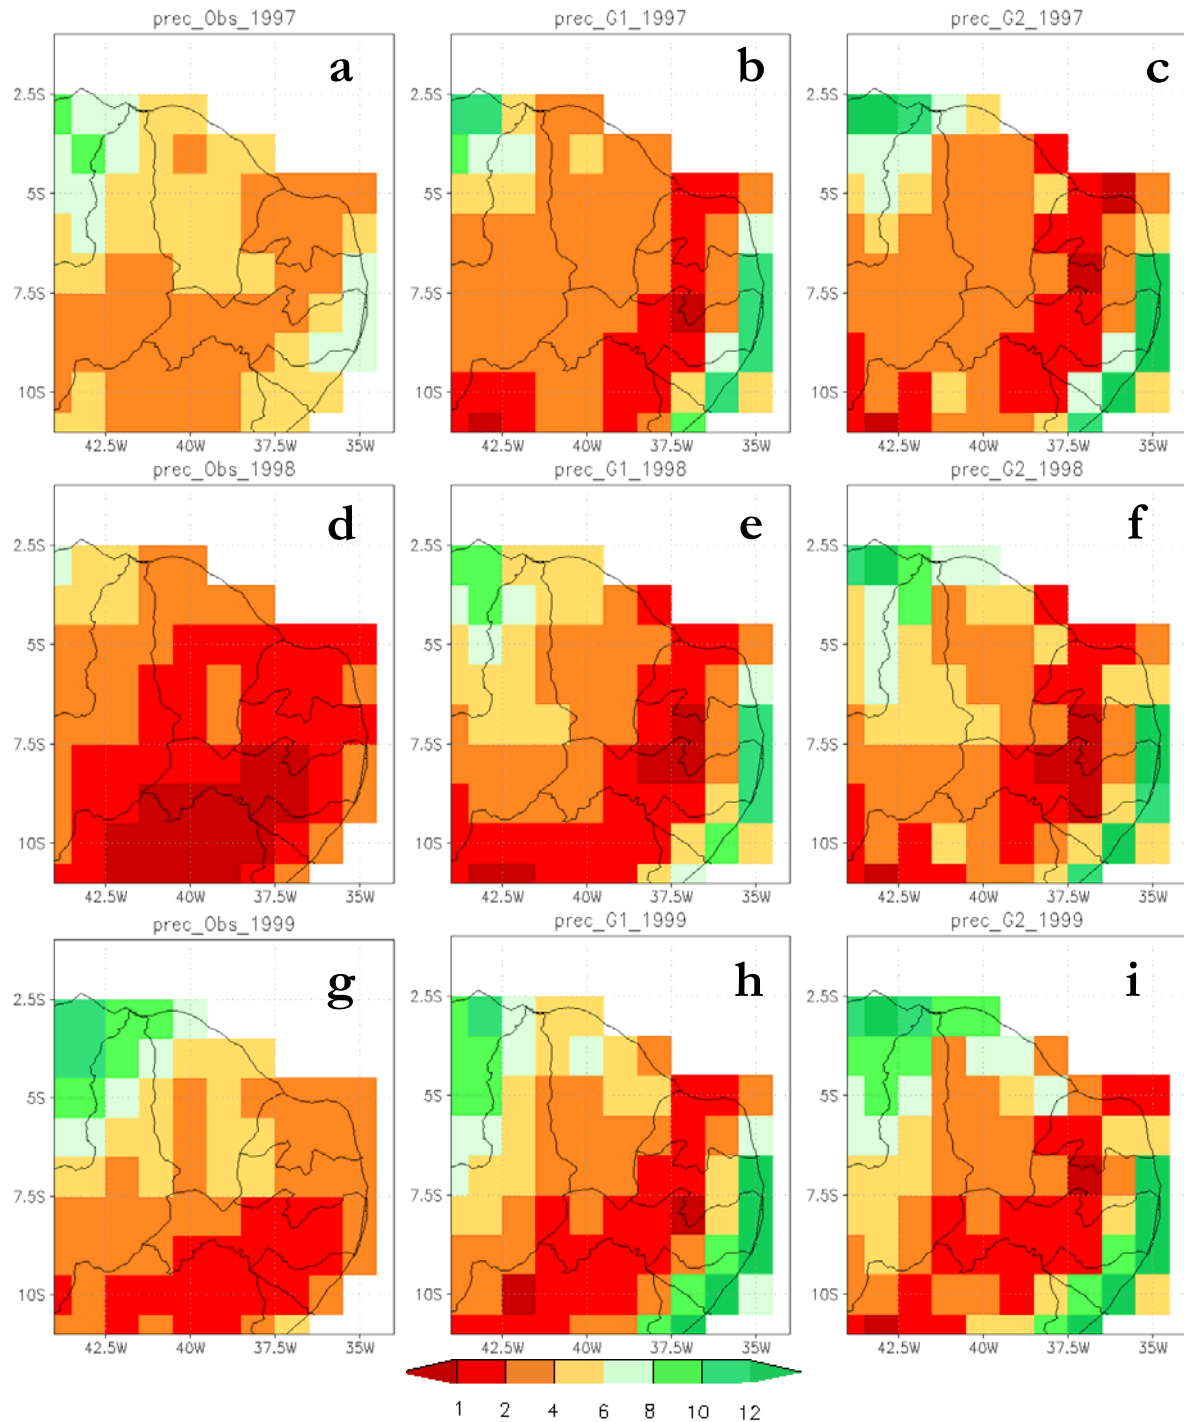 prec_Obs_1997 prec_G1_1997 prec_G2_1997
a b c
2.5S 2.5S 2.5S
5S 5S 5S
7.5S 7.5S 7.5S
10S 10S 10S
42.5W 40W 37.5W 35W 42.5W 40W 37.5W 35W 42.5W 40W 37.5W 35W
prec_Obs_1998 prec_G1_1998 prec_G2_1998
d e f
2.5S 2.5S 2.5S
5S 5S 5S
7.5S 7.5S 7.5S
10S 10S 10S
42.5W 40W 37.5W 35W 42.5W 40W 37.5W 35W 42.5W 40W 37.5W 35W
prec_Obs_1999 prec_G1_1999 prec_G2_1999
g h i
2.5S 2.5S 2.5S
5S 5S 5S
7.5S 7.5S 7.5S
10S 10S 10S
42.5W 40W 37.5W 35W 42.5W 40W 37.5W 35W 42.5W 40W 37.5W 35W
1 2 4 6 8 10 12